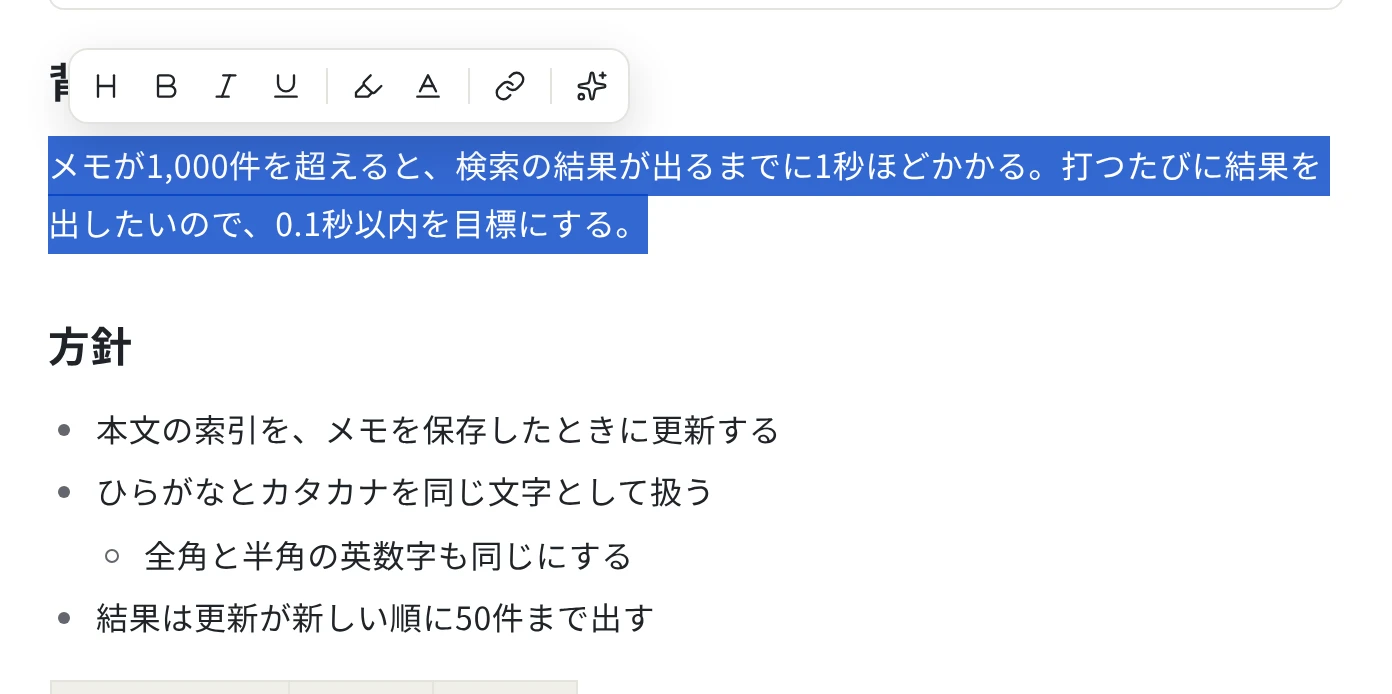 H B I U A
メモが1,000件を超えると、検索の結果が出るまでに1秒ほどかかる。打つたびに結果を
出したいので、0.1秒以内を目標にする。
方針
本文の索引を、メモを保存したときに更新する
ひらがなとカタカナを同じ文字として扱う
全角と半角の英数字も同じにする
結果は更新が新しい順に50件まで出す